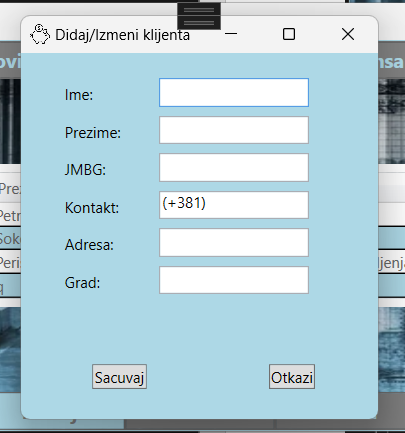 Didaj/Izmeni klijenta
Ime:
Prezime:
JMBG:
Kontakt: (+381)
Adresa:
Grad:
Sacuvaj Otkazi